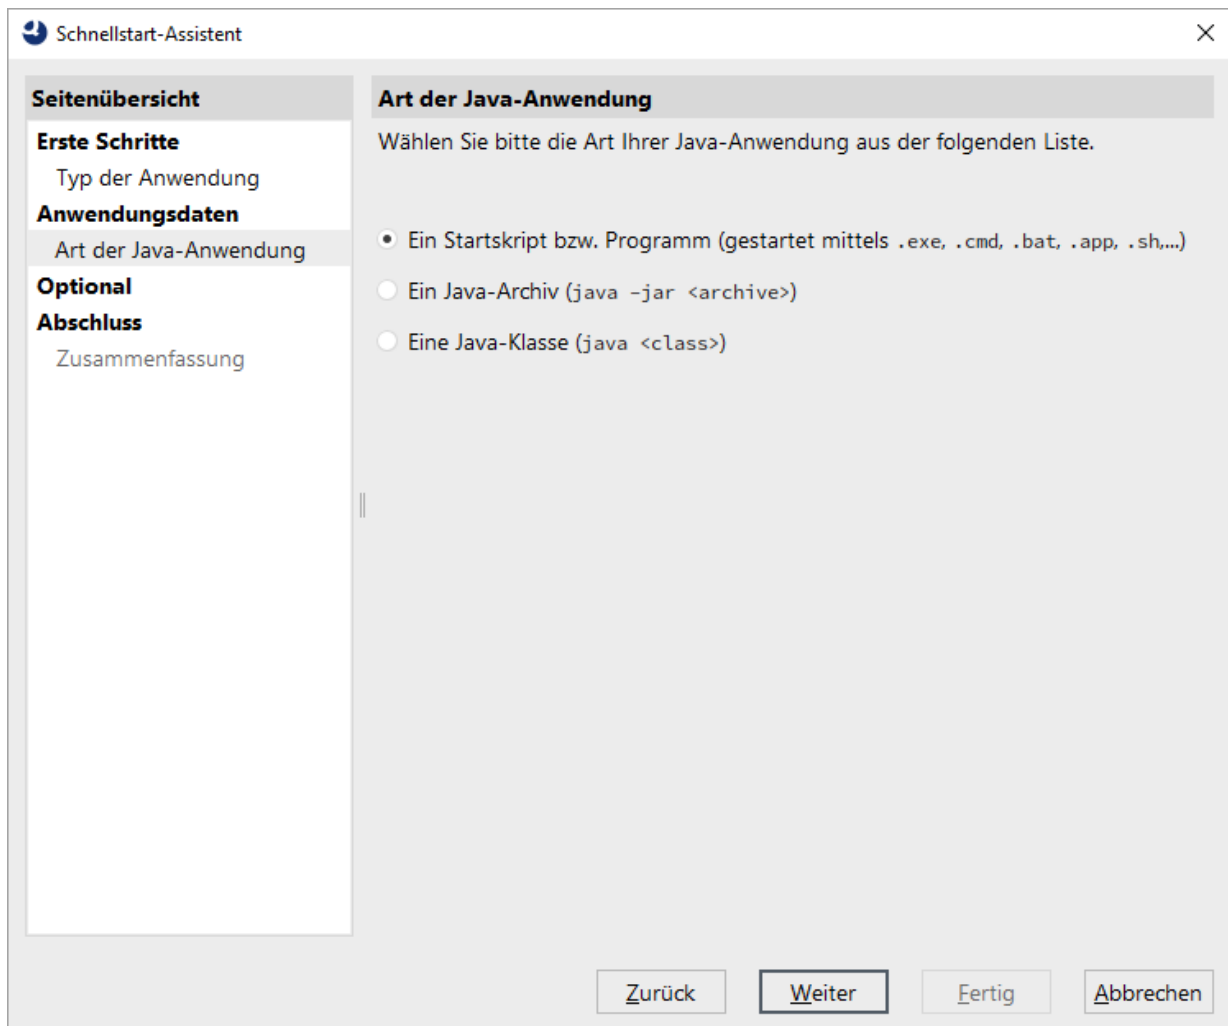 Schnellstart-Assistent
Seitenübersicht
Erste Schritte
Typ der Anwendung
Anwendungsdaten
Art der Java-Anwendung
Optional
Abschluss
Zusammenfassung
Art der Java-Anwendung
Wählen Sie bitte die Art Ihrer Java-Anwendung aus der folgenden Liste.
Ein Startskript bzw. Programm (gestartet mittels .exe, .cmd, .bat, .app, .sh,...)
Ein Java-Archiv (java -jar <archive>)
Eine Java-Klasse (java <class>)
Zurück
Weiter
Fertig
Abbrechen